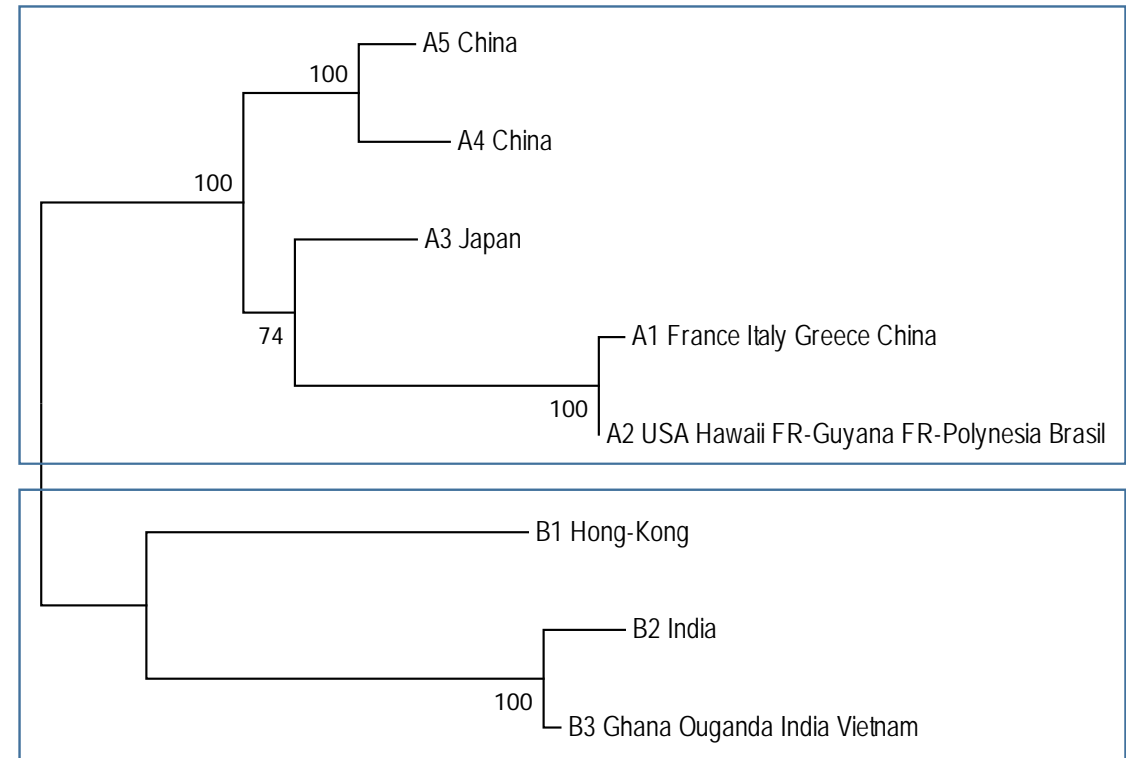 A5 China
100
A4 China
100
A3 Japan
74
A1 France Italy Greece China
100
A2 USA Hawaii FR-Guyana FR-Polynesia Brasil
B1 Hong-Kong
B2 India
100
B3 Ghana Ouganda India Vietnam